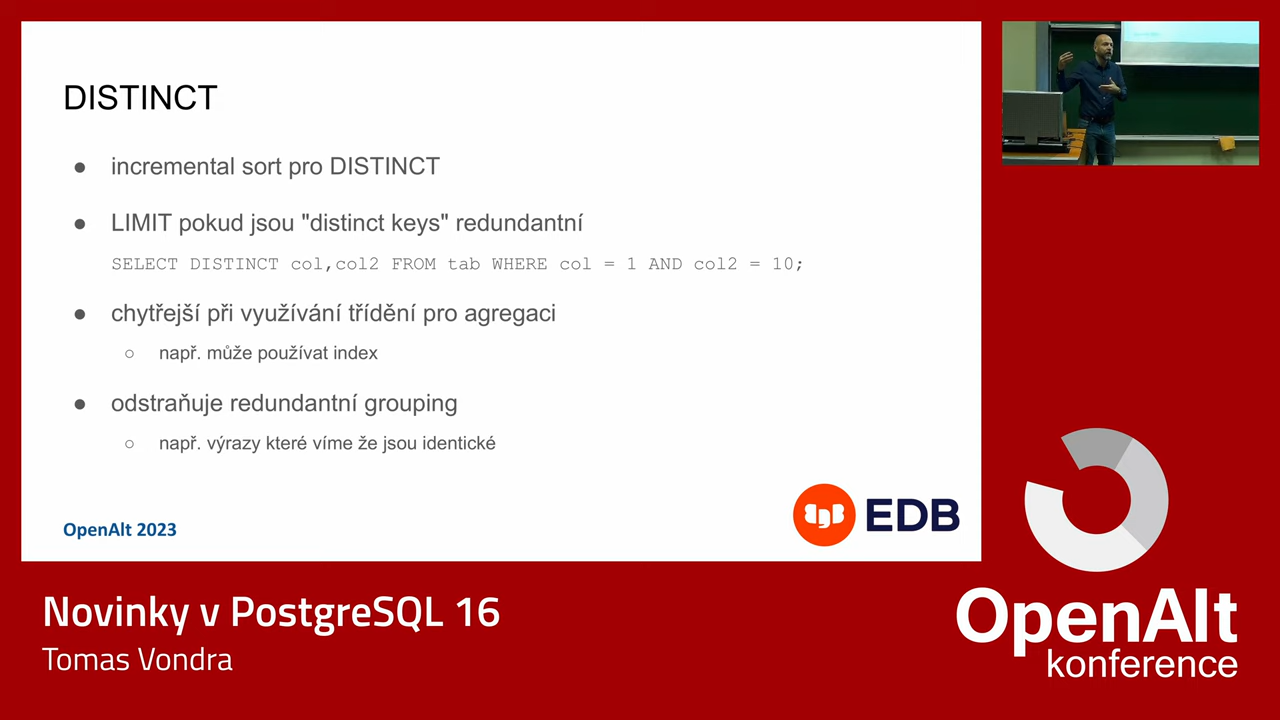 DISTINCT
● incremental sort pro DISTINCT
● LIMIT pokud jsou "distinct keys" redundantní
SELECT DISTINCT col,col2 FROM tab WHERE col = 1 AND col2 = 10;
● chytřejší při využívání třídění pro agregaci
○ např. může používat index
● odstraňuje redundantní grouping
○ např. výrazy které víme že jsou identické
OpenAlt 2023
EDB
Novinky v PostgreSQL 16
Tomas Vondra
OpenAlt
konference